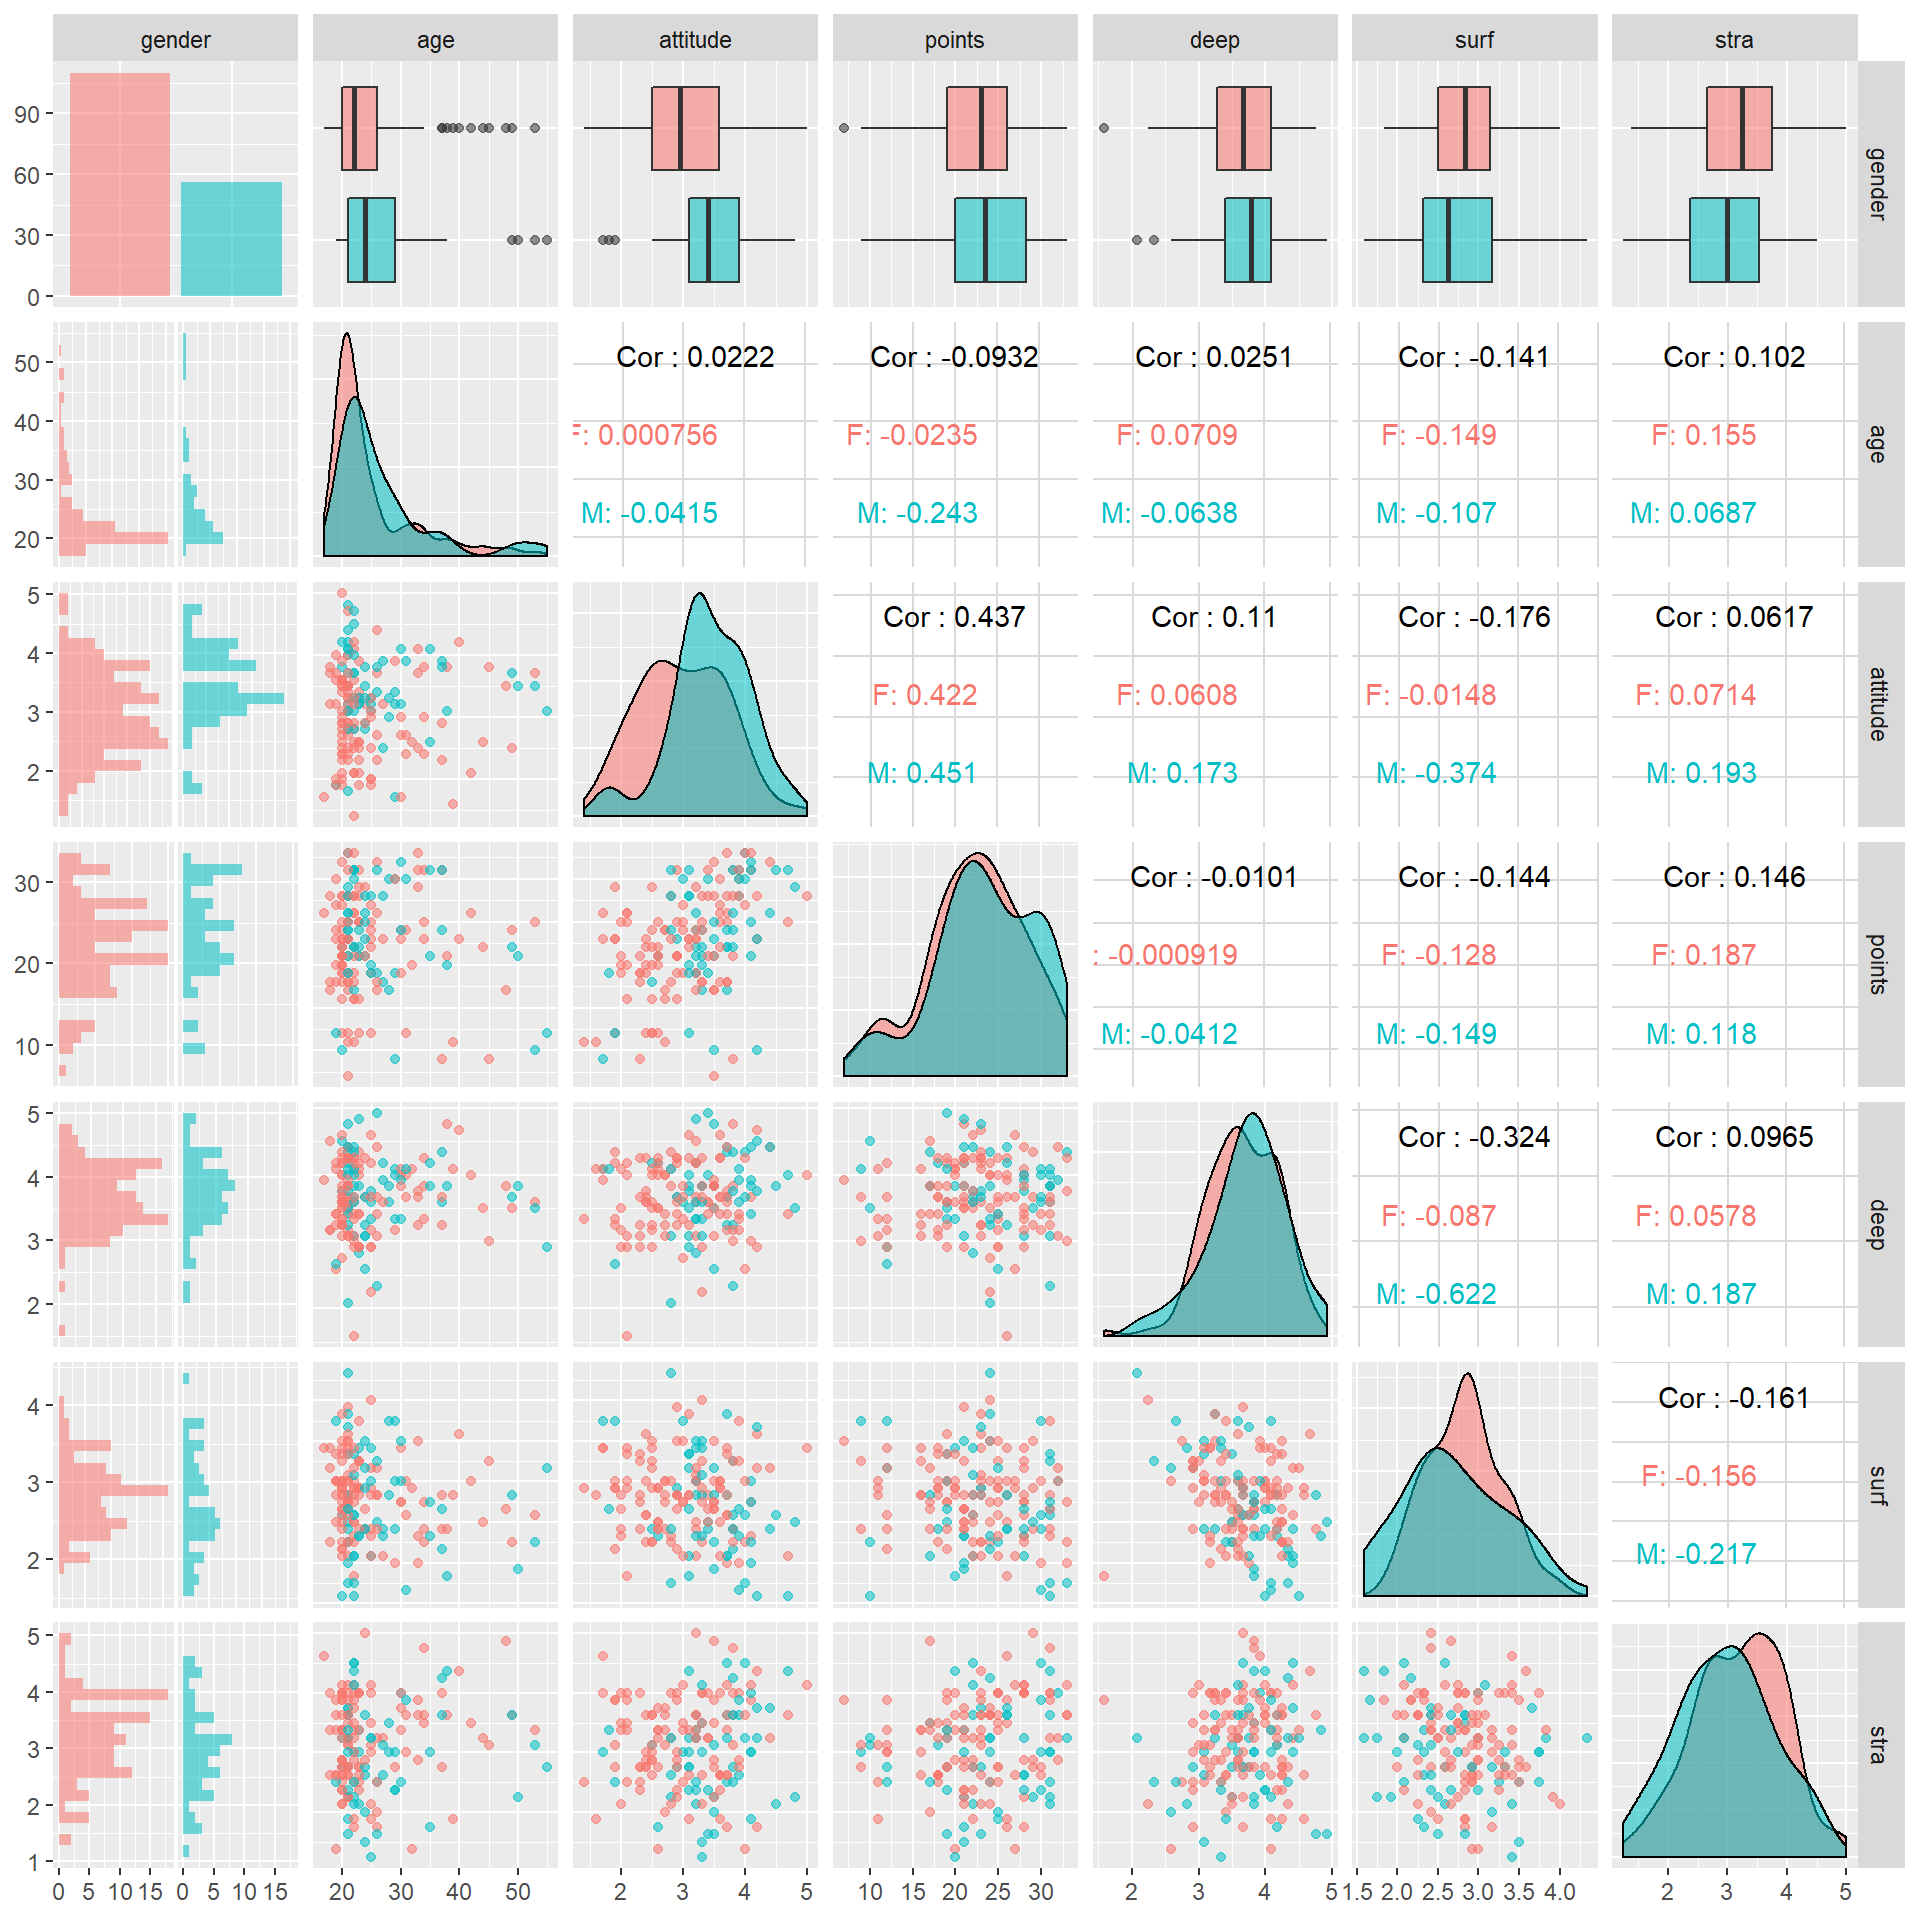 gender age attitude points deep surf stra
90
60
30
0
gender
50
40
30
20
Cor : 0.0222 Cor : -0.0932 Cor : 0.0251 Cor : -0.141 Cor : 0.102
F: 0.000756 F: -0.0235 F: 0.0709 F: -0.149 F: 0.155
M: -0.0415 M: -0.243 M: -0.0638 M: -0.107 M: 0.0687
age
5
4
3
2
Cor : 0.437 Cor : 0.11 Cor : -0.176 Cor : 0.0617
F: 0.422 F: 0.0608 F: -0.0148 F: 0.0714
M: 0.451 M: 0.173 M: -0.374 M: 0.193
attitude
30
20
10
Cor : -0.0101 Cor : -0.144 Cor : 0.146
: -0.000919 F: -0.128 F: 0.187
M: -0.0412 M: -0.149 M: 0.118
points
5
4
3
2
Cor : -0.324 Cor : 0.0965
F: -0.087 F: 0.0578
M: -0.622 M: 0.187
deep
4
3
2
Cor : -0.161
F: -0.156
M: -0.217
surf
5
4
3
2
1
stra
0 5 10 15 0 5 10 15 20 30 40 50 2 3 4 5 10 15 20 25 30 2 3 4 5 1.5 2.0 2.5 3.0 3.5 4.0 2 3 4 5